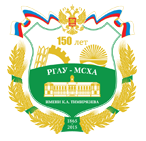 150 лет
РГАУ - МСХА
ИМЕНИ К.А. ТИМИРЯЗЕВА
1865
2015